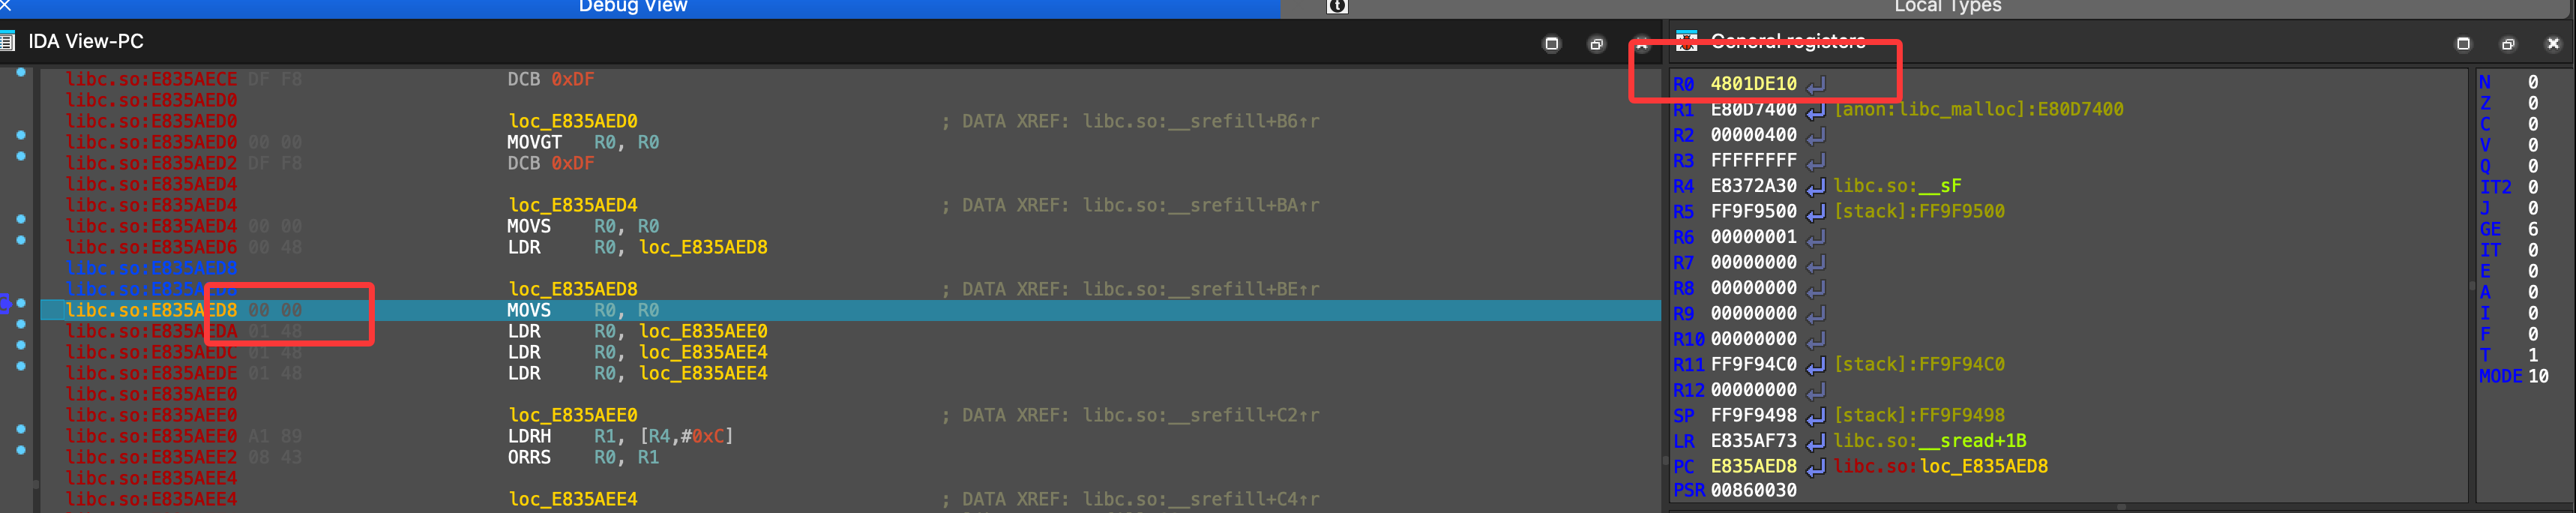 Debug View
Local Types
IDA View-PC
libc.so:E835AECE DF F8 DCB 0xDF
libc.so:E835AED0
libc.so:E835AED0 loc_E835AED0 ; DATA XREF: libc.so:__srefill+B6↑r
libc.so:E835AED0 00 00 MOVGT R0, R0
libc.so:E835AED2 DF F8 DCB 0xDF
libc.so:E835AED4
libc.so:E835AED4 loc_E835AED4 ; DATA XREF: libc.so:__srefill+BA↑r
libc.so:E835AED4 00 00 MOVS R0, R0
libc.so:E835AED6 00 48 LDR R0, loc_E835AED8
libc.so:E835AED8
libc.so:E835AED8 loc_E835AED8 ; DATA XREF: libc.so:__srefill+BE↑r
libc.so:E835AED8 00 00 MOVS R0, R0
libc.so:E835AEDA 01 48 LDR R0, loc_E835AEE0
libc.so:E835AEDC 01 48 LDR R0, loc_E835AEE4
libc.so:E835AEDE 01 48 LDR R0, loc_E835AEE4
libc.so:E835AEE0
libc.so:E835AEE0 loc_E835AEE0 ; DATA XREF: libc.so:__srefill+C2↑r
libc.so:E835AEE0 A1 89 LDRH R1, [R4,#0xC]
libc.so:E835AEE2 08 43 ORRS R0, R1
libc.so:E835AEE4
libc.so:E835AEE4 loc_E835AEE4 ; DATA XREF: libc.so:__srefill+C4↑r
General registers
R0 4801DE10
R1 E80D7400 [anon:libc_malloc]:E80D7400
R2 00000400
R3 FFFFFFFF
R4 E8372A30 libc.so:__sF
R5 FF9F9500 [stack]:FF9F9500
R6 00000001
R7 00000000
R8 00000000
R9 00000000
R10 00000000
R11 FF9F94C0 [stack]:FF9F94C0
R12 00000000
SP FF9F9498 [stack]:FF9F9498
LR E835AF73 libc.so:__sread+1B
PC E835AED8 libc.so:loc_E835AED8
PSR 00860030
N 0
Z 0
C 0
V 0
Q 0
IT2 0
J 0
GE 6
IT 0
E 0
A 0
I 0
F 0
T 1
MODE 10